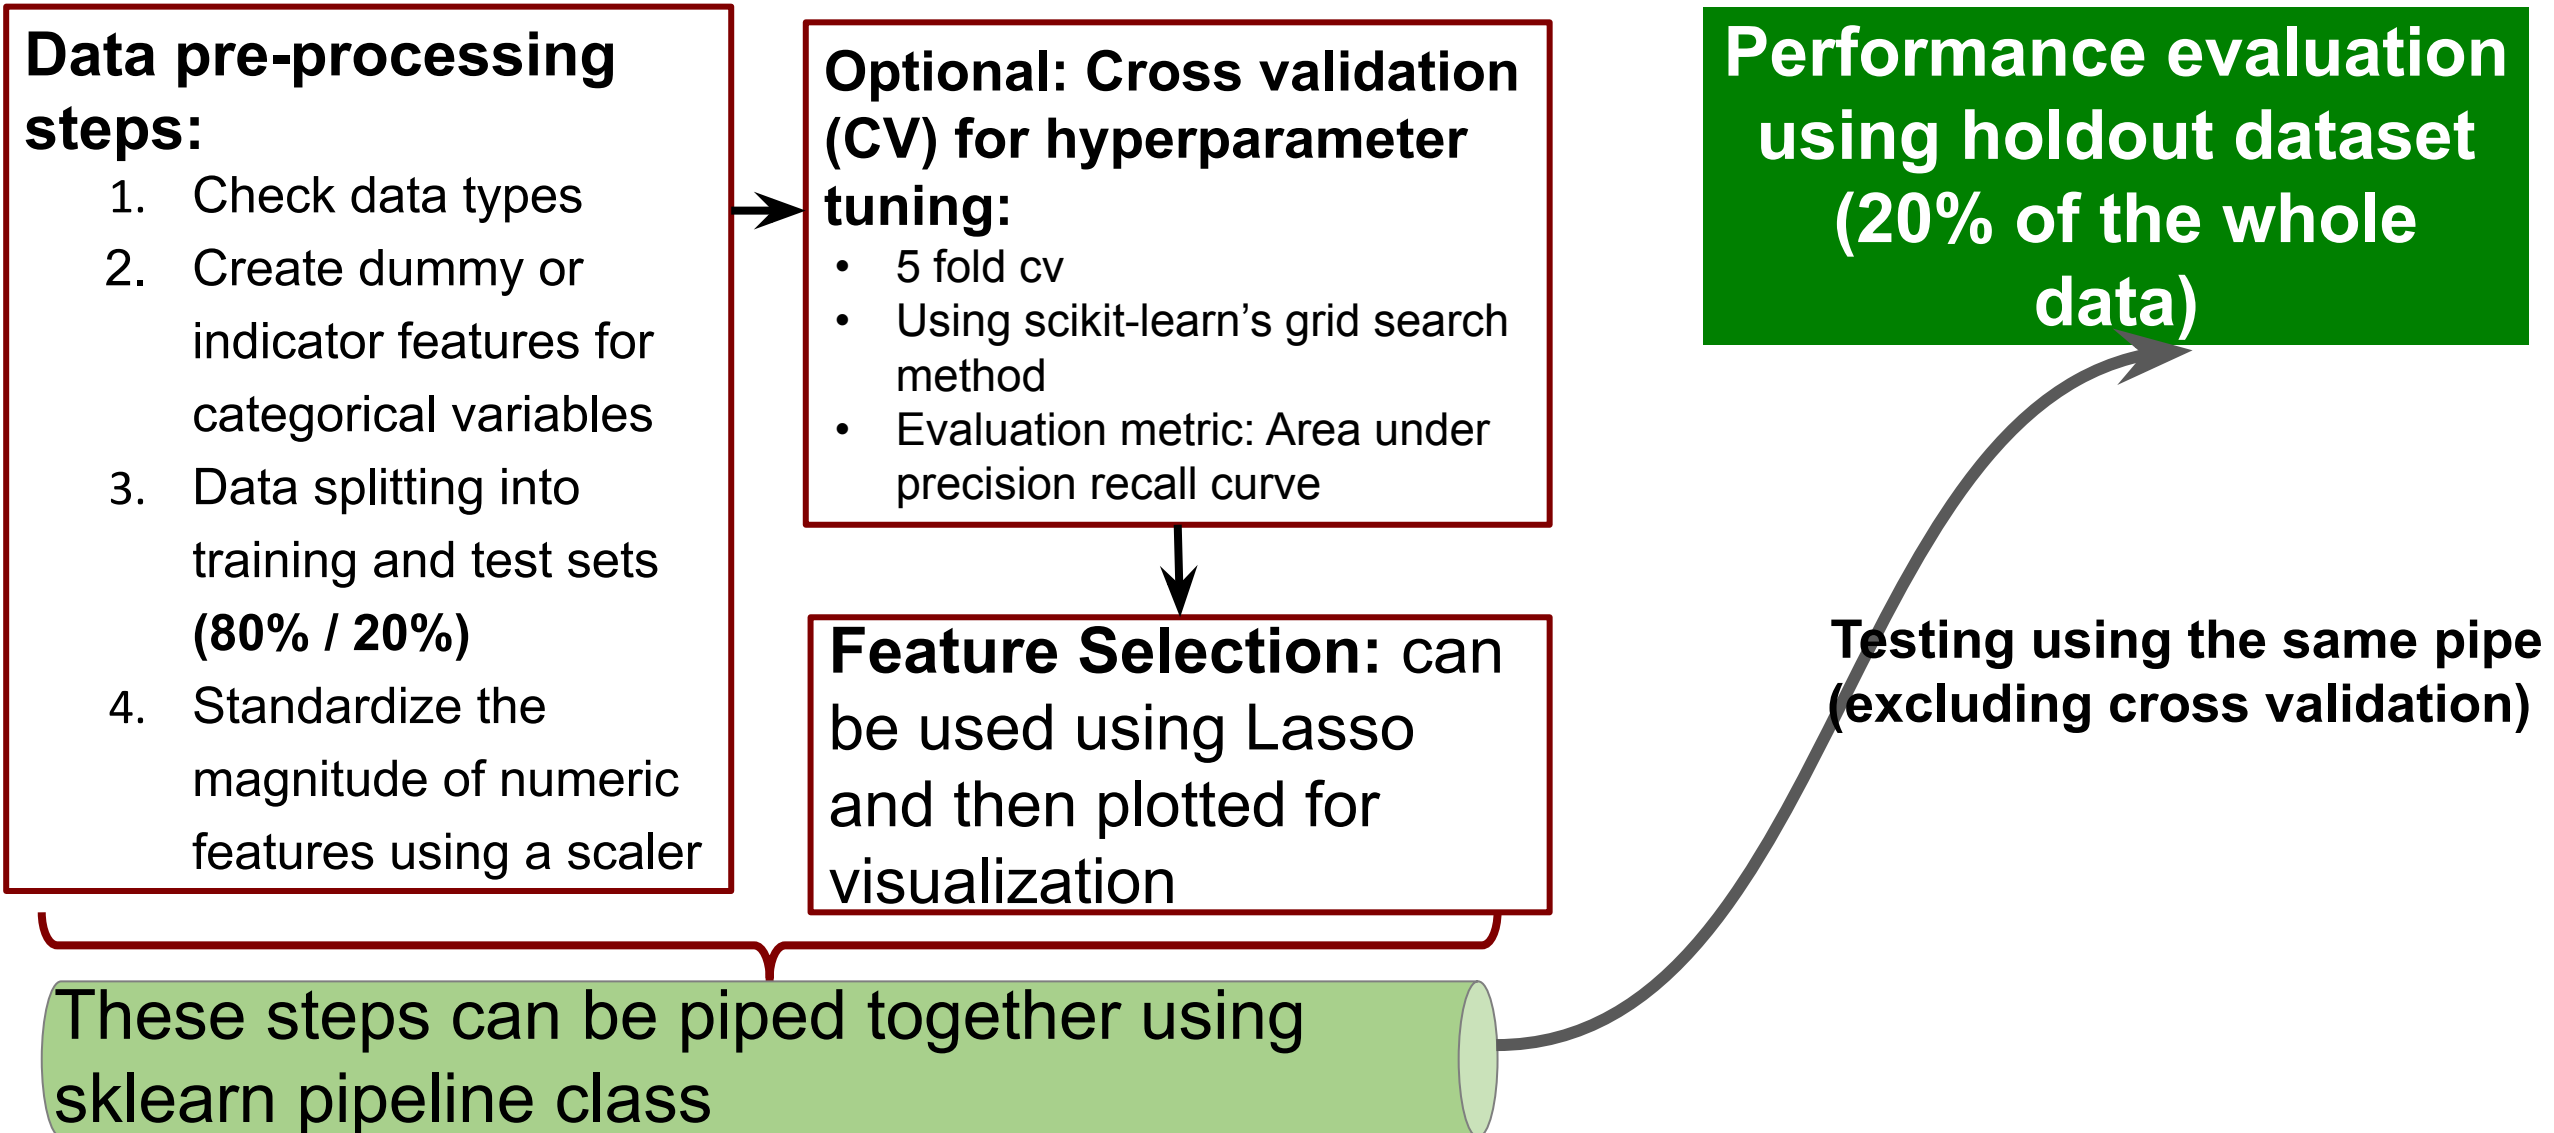 Data pre-processing
steps:
1. Check data types
2. Create dummy or
indicator features for
categorical variables
3. Data splitting into
training and test sets
(80% / 20%)
4. Standardize the
magnitude of numeric
features using a scaler
Optional: Cross validation
(CV) for hyperparameter
tuning:
• 5 fold cv
• Using scikit-learn’s grid search
method
• Evaluation metric: Area under
precision recall curve
Feature Selection: can
be used using Lasso
and then plotted for
visualization
These steps can be piped together using
sklearn pipeline class
Performance evaluation
using holdout dataset
(20% of the whole
data)
Testing using the same pipe
(excluding cross validation)